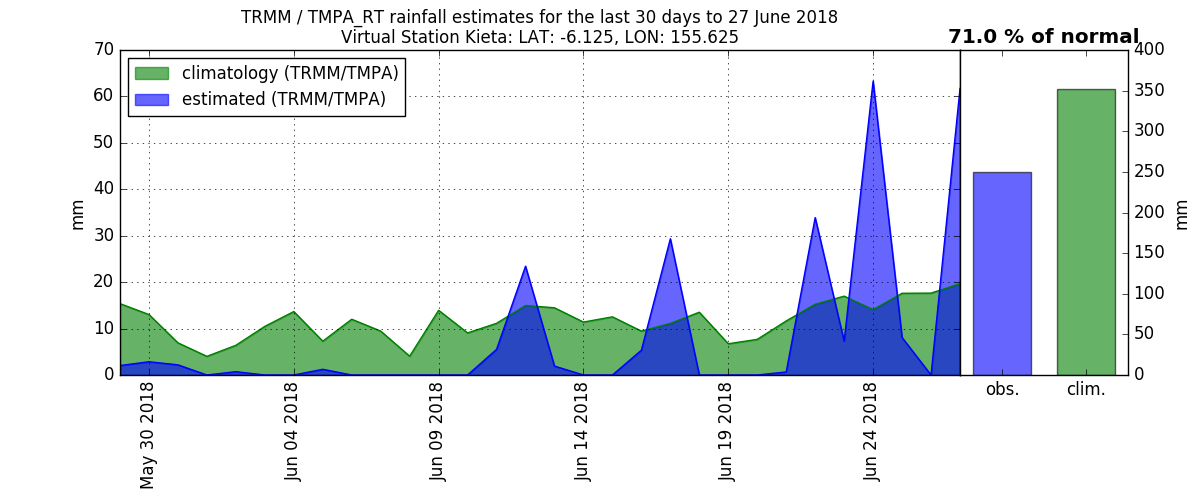 TRMM / TMPA_RT rainfall estimates for the last 30 days to 27 June 2018
Virtual Station Kieta: LAT: -6.125, LON: 155.625
71.0 % of normal
climatology (TRMM/TMPA)
estimated (TRMM/TMPA)
70
60
50
40
30
20
10
0
mm
May 30 2018
Jun 04 2018
Jun 09 2018
Jun 14 2018
Jun 19 2018
Jun 24 2018
400
350
300
250
200
150
100
50
0
mm
obs.
clim.